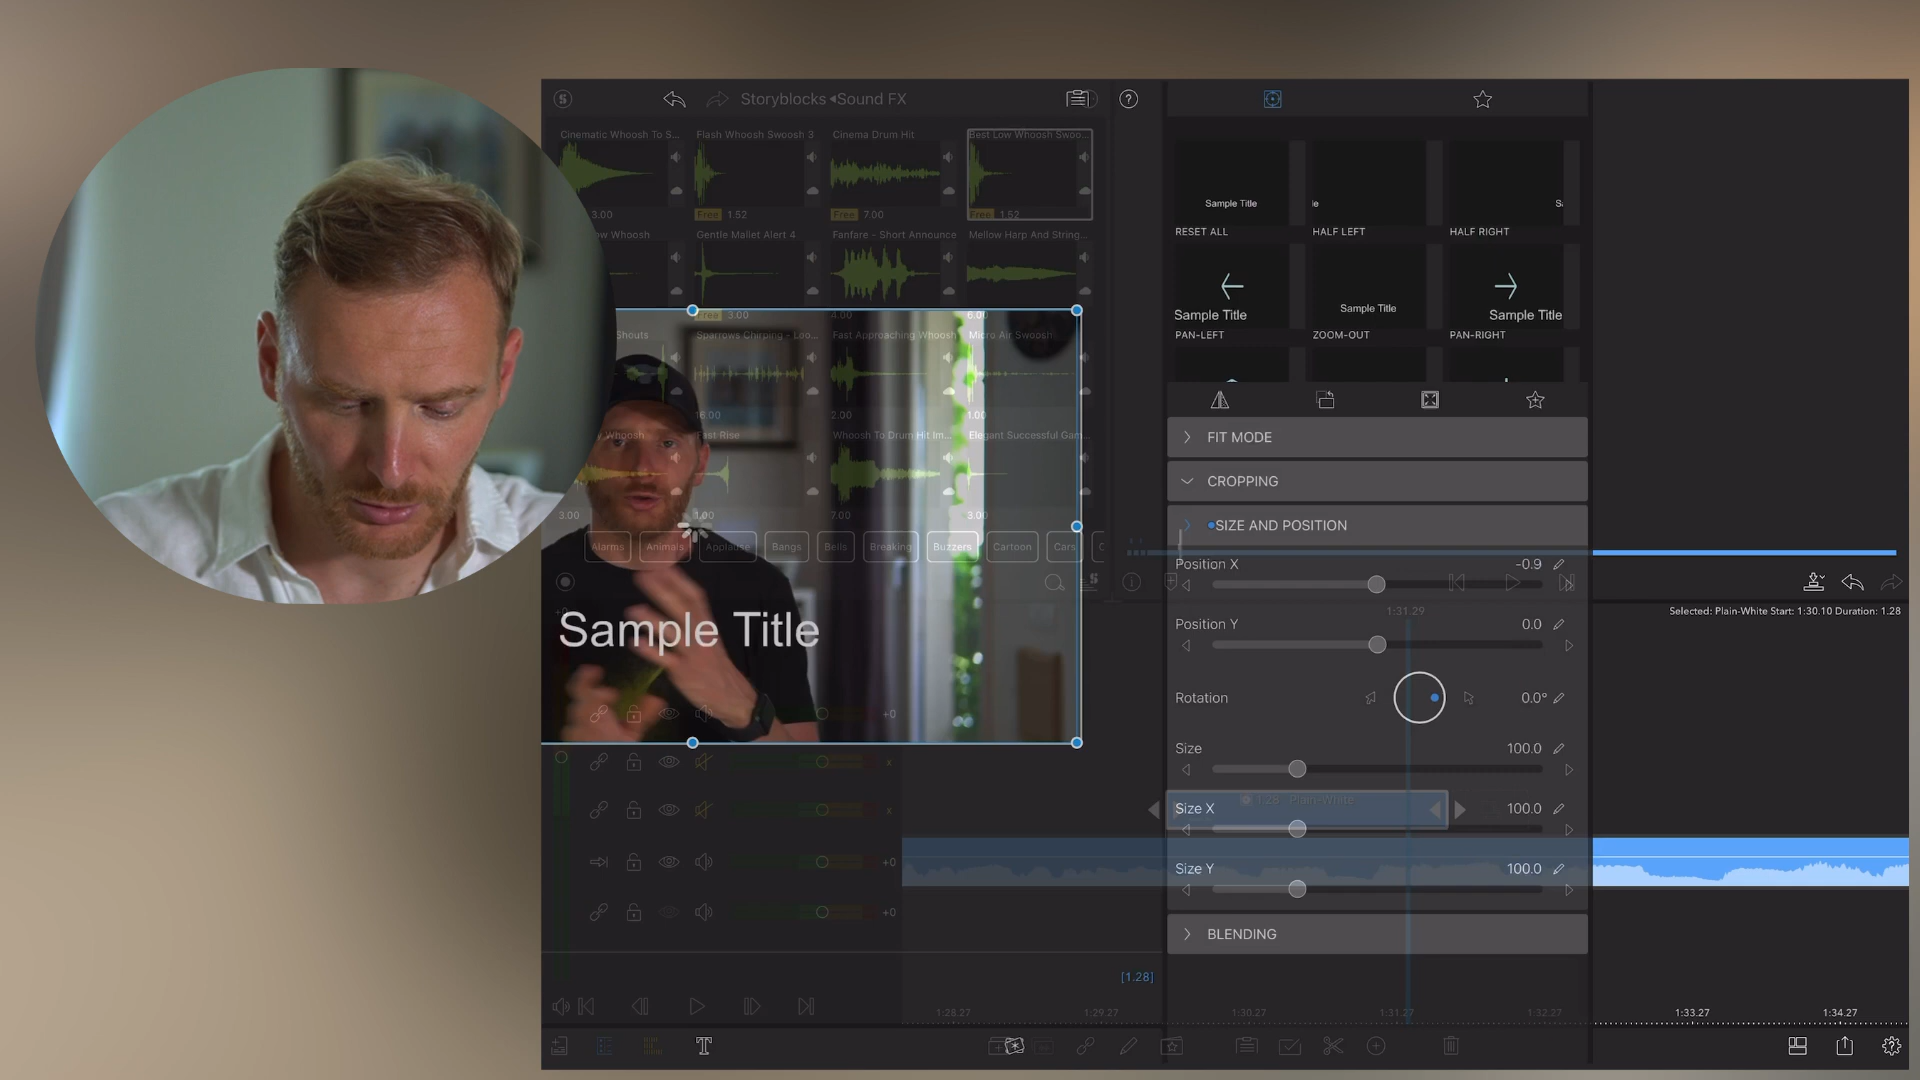 Storyblocks
Sound FX
Cinematic Whoosh To S...
Flash Whoosh Swoosh 3
Cinema Drum Hit
Best Low Whoosh Swoo...
3.00
Free 1.52
Free 7.00
Free 1.52
Whoosh
Gentle Mallet Alert 4
Fanfare - Short Announce
Mellow Harp And String...
Free 3.00
4.00
6.00
Shouts
Sparrows Chirping - Loo...
Fast Approaching Whoosh
Micro Air Swoosh
16.00
2.00
1.00
Whoosh
Fast Rise
Whoosh To Drum Hit Im...
Elegant Successful Gam...
3.00
1.00
7.00
3.00
Alarms
Animals
Applause
Bangs
Bells
Breaking
Buzzers
Cartoon
Cars
Sample Title
+0
x
x
+0
+0
[1.28]
Sample Title
RESET ALL
HALF LEFT
HALF RIGHT
Sample Title
PAN-LEFT
Sample Title
ZOOM-OUT
Sample Title
PAN-RIGHT
FIT MODE
CROPPING
SIZE AND POSITION
Position X
-0.9
1:31.29
Position Y
0.0
Rotation
0.0°
Size
100.0
1.28 Plain-White
Size X
100.0
Size Y
100.0
BLENDING
Selected: Plain-White Start: 1:30.10 Duration: 1.28
1:28.27
1:29.27
1:30.27
1:31.27
1:32.27
1:33.27
1:34.27